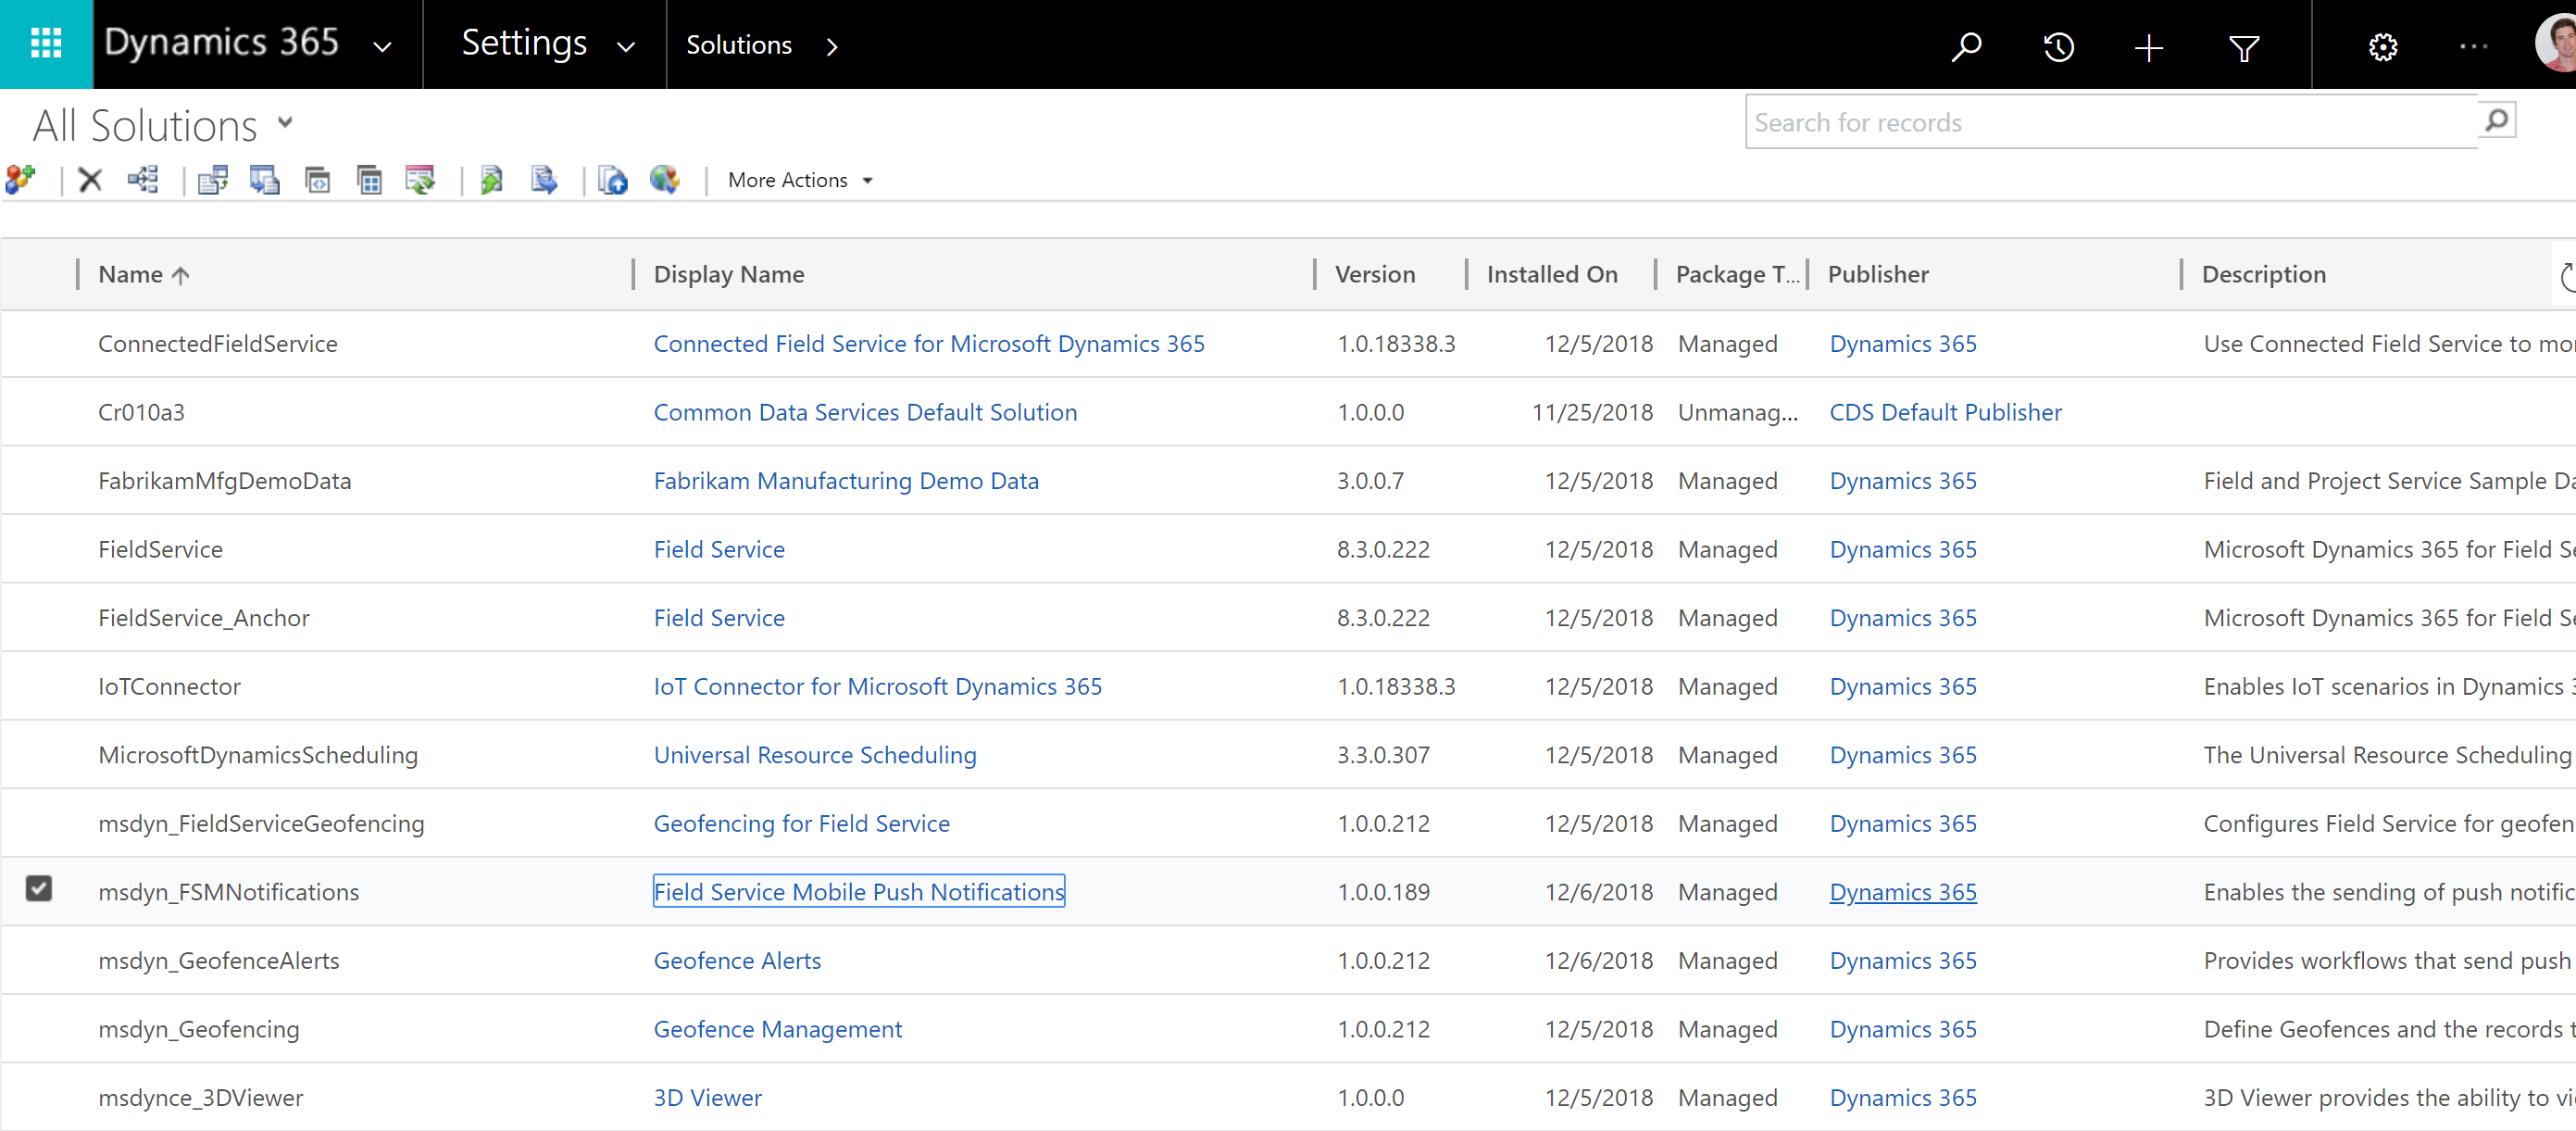 Dynamics 365 Settings Solutions
All Solutions
Search for records
More Actions
Name Display Name Version Installed On Package T... Publisher Description
ConnectedFieldService Connected Field Service for Microsoft Dynamics 365 1.0.18338.3 12/5/2018 Managed Dynamics 365 Use Connected Field Service to mo
Cr010a3 Common Data Services Default Solution 1.0.0.0 11/25/2018 Unmanag... CDS Default Publisher
FabrikamMfgDemoData Fabrikam Manufacturing Demo Data 3.0.0.7 12/5/2018 Managed Dynamics 365 Field and Project Service Sample Da
FieldService Field Service 8.3.0.222 12/5/2018 Managed Dynamics 365 Microsoft Dynamics 365 for Field Se
FieldService_Anchor Field Service 8.3.0.222 12/5/2018 Managed Dynamics 365 Microsoft Dynamics 365 for Field Se
IoTConnector IoT Connector for Microsoft Dynamics 365 1.0.18338.3 12/5/2018 Managed Dynamics 365 Enables IoT scenarios in Dynamics 3
MicrosoftDynamicsScheduling Universal Resource Scheduling 3.3.0.307 12/5/2018 Managed Dynamics 365 The Universal Resource Scheduling
msdyn_FieldServiceGeofencing Geofencing for Field Service 1.0.0.212 12/5/2018 Managed Dynamics 365 Configures Field Service for geofen
msdyn_FSMNotifications Field Service Mobile Push Notifications 1.0.0.189 12/6/2018 Managed Dynamics 365 Enables the sending of push notific
msdyn_GeofenceAlerts Geofence Alerts 1.0.0.212 12/6/2018 Managed Dynamics 365 Provides workflows that send push
msdyn_Geofencing Geofence Management 1.0.0.212 12/5/2018 Managed Dynamics 365 Define Geofences and the records t
msdynce_3DViewer 3D Viewer 1.0.0.0 12/5/2018 Managed Dynamics 365 3D Viewer provides the ability to vi